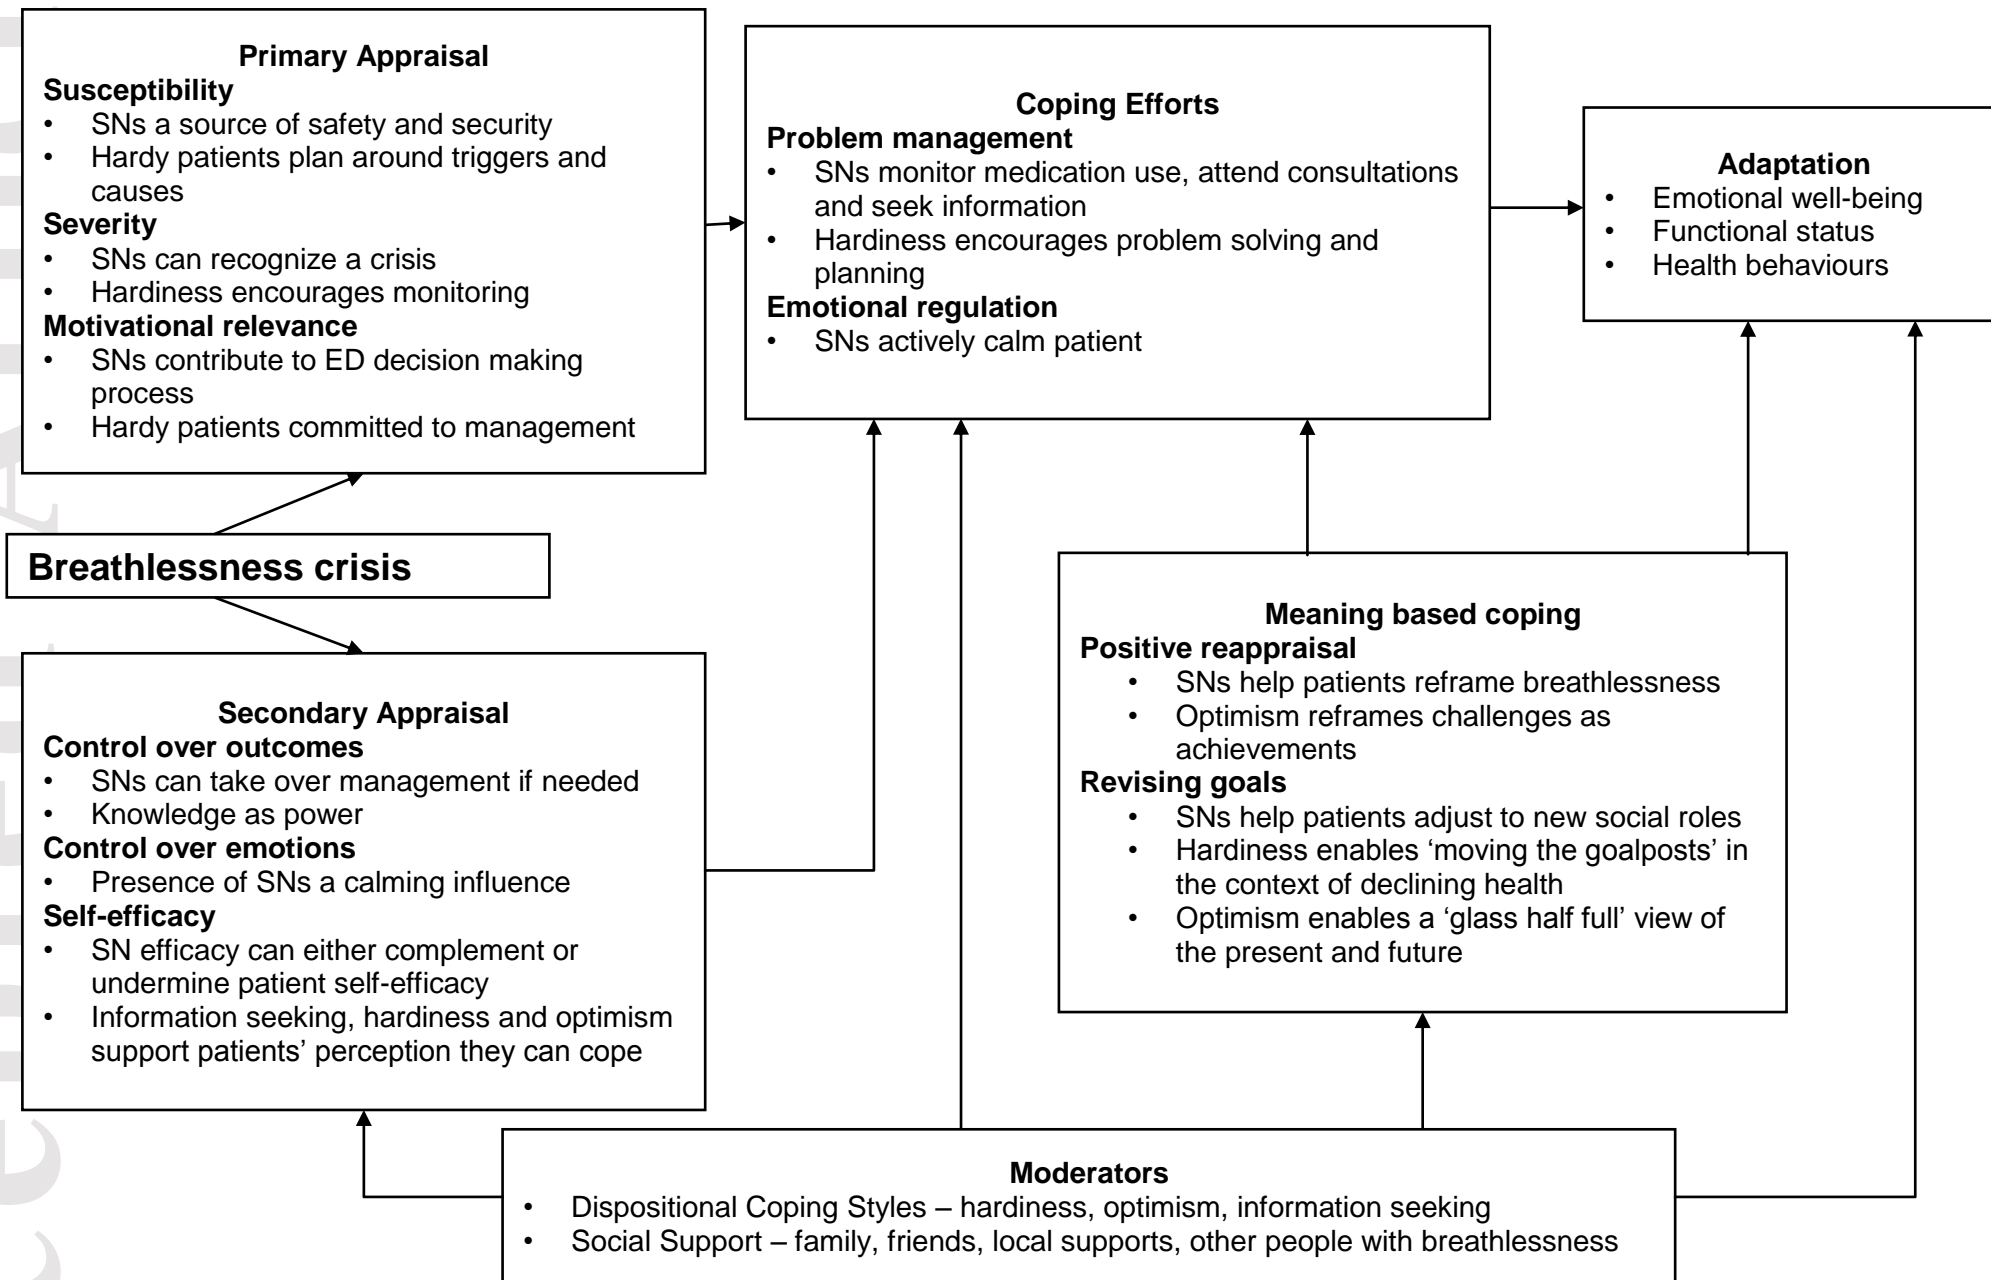 Primary Appraisal
Susceptibility
• SNs a source of safety and security
• Hardy patients plan around triggers and
causes
Severity
• SNs can recognize a crisis
• Hardiness encourages monitoring
Motivational relevance
• SNs contribute to ED decision making
process
• Hardy patients committed to management
Coping Efforts
Problem management
• SNs monitor medication use, attend consultations
and seek information
• Hardiness encourages problem solving and
planning
Emotional regulation
• SNs actively calm patient
Adaptation
• Emotional well-being
• Functional status
• Health behaviours
Breathlessness crisis
Secondary Appraisal
Control over outcomes
• SNs can take over management if needed
• Knowledge as power
Control over emotions
• Presence of SNs a calming influence
Self-efficacy
• SN efficacy can either complement or
undermine patient self-efficacy
• Information seeking, hardiness and optimism
support patients’ perception they can cope
Meaning based coping
Positive reappraisal
• SNs help patients reframe breathlessness
• Optimism reframes challenges as
achievements
Revising goals
• SNs help patients adjust to new social roles
• Hardiness enables ‘moving the goalposts’ in
the context of declining health
• Optimism enables a ‘glass half full’ view of
the present and future
Moderators
• Dispositional Coping Styles – hardiness, optimism, information seeking
• Social Support – family, friends, local supports, other people with breathlessness